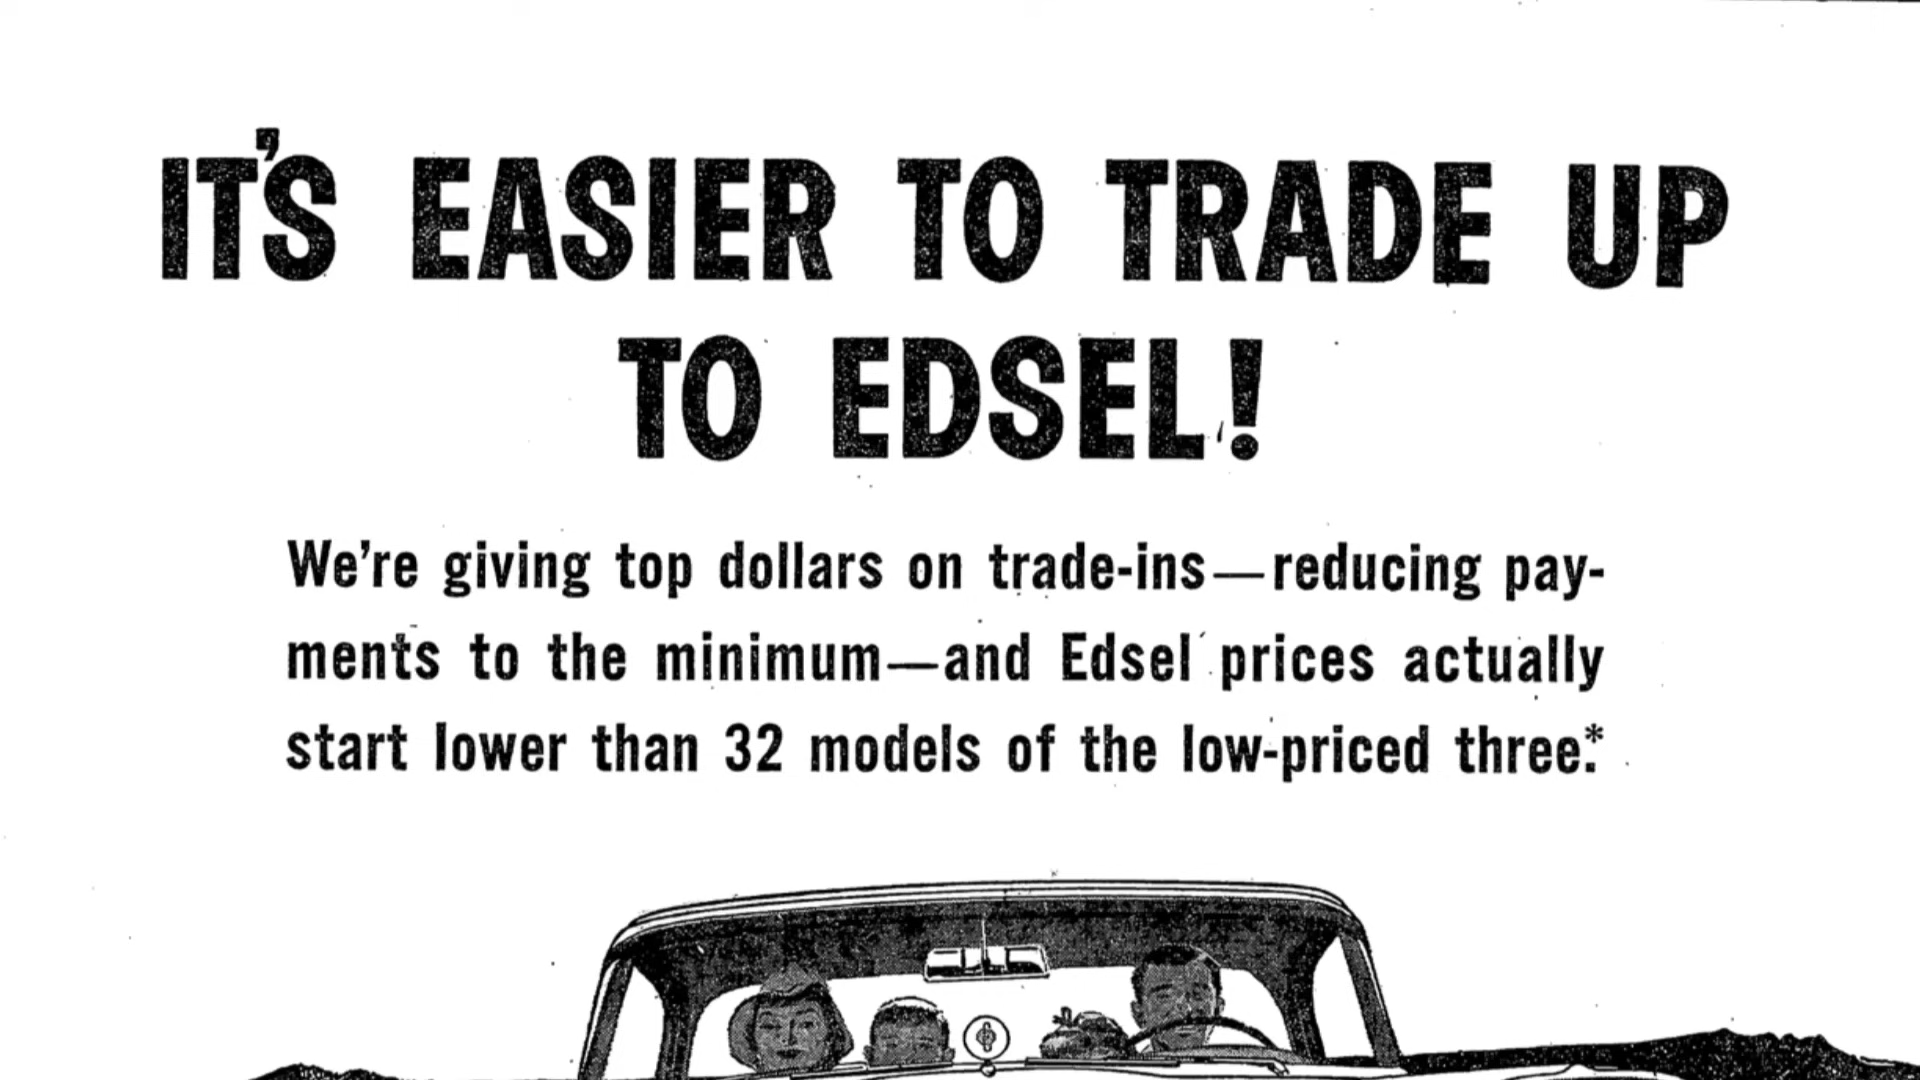 IT'S EASIER TO TRADE UP
TO EDSEL!
We're giving top dollars on trade-ins—reducing pay-
ments to the minimum—and Edsel prices actually
start lower than 32 models of the low-priced three.*